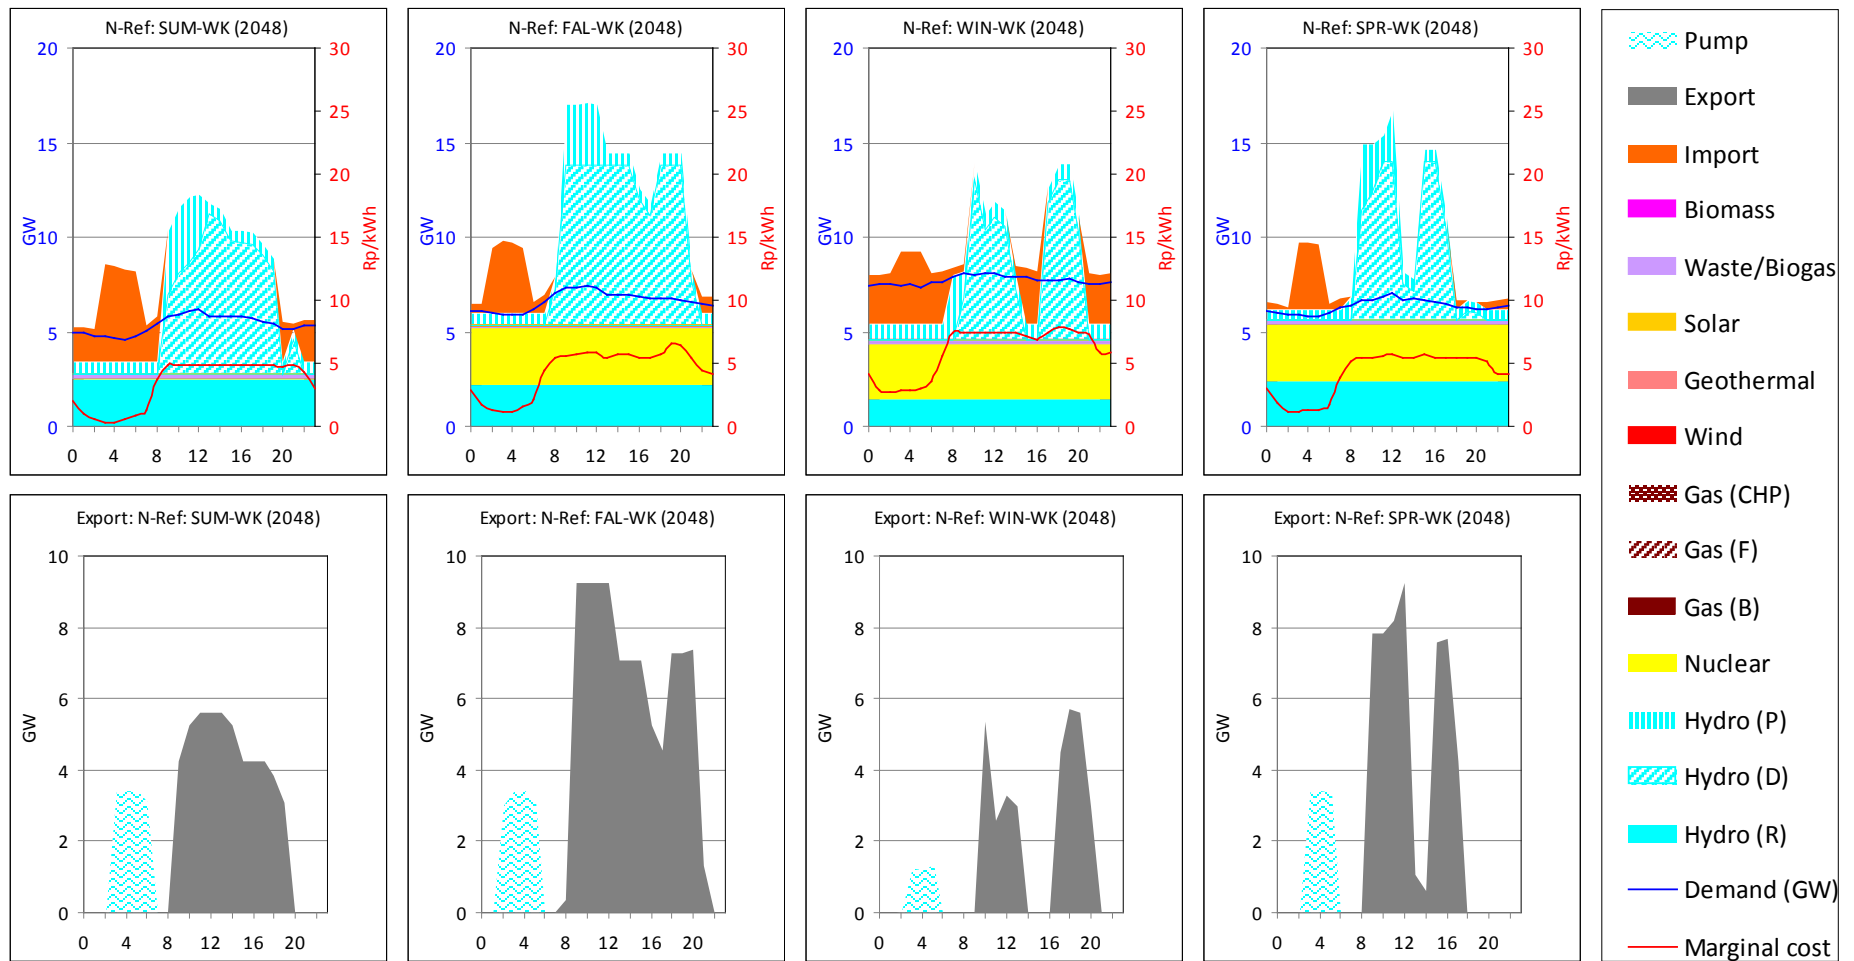 N-Ref: SUM-WK (2048)
20
15
10
5
0
GW
30
25
20
15
10
5
0
Rp/kWh
0 4 8 12 16 20
N-Ref: FAL-WK (2048)
20
15
10
5
0
GW
30
25
20
15
10
5
0
Rp/kWh
0 4 8 12 16 20
N-Ref: WIN-WK (2048)
20
15
10
5
0
GW
30
25
20
15
10
5
0
Rp/kWh
0 4 8 12 16 20
N-Ref: SPR-WK (2048)
20
15
10
5
0
GW
30
25
20
15
10
5
0
Rp/kWh
0 4 8 12 16 20
Export: N-Ref: SUM-WK (2048)
10
8
6
4
2
0
GW
0 4 8 12 16 20
Export: N-Ref: FAL-WK (2048)
10
8
6
4
2
0
GW
0 4 8 12 16 20
Export: N-Ref: WIN-WK (2048)
10
8
6
4
2
0
GW
0 4 8 12 16 20
Export: N-Ref: SPR-WK (2048)
10
8
6
4
2
0
GW
0 4 8 12 16 20
Pump
Export
Import
Biomass
Waste/Biogas
Solar
Geothermal
Wind
Gas (CHP)
Gas (F)
Gas (B)
Nuclear
Hydro (P)
Hydro (D)
Hydro (R)
Demand (GW)
Marginal cost